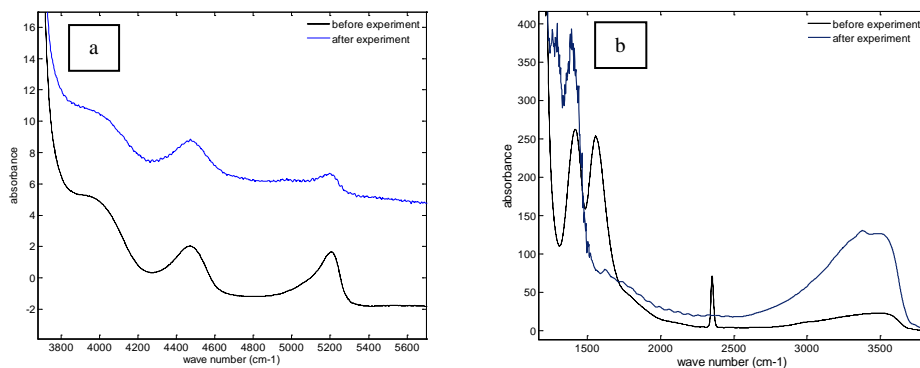 a
before experiment
after experiment
16
14
12
10
8
6
4
2
0
-2
absorbance
3800 4000 4200 4400 4600 4800 5000 5200 5400 5600
wave number (cm-1)
b
before experiment
after experiment
400
350
300
250
200
150
100
50
0
absorbance
1500 2000 2500 3000 3500
wave number (cm-1)